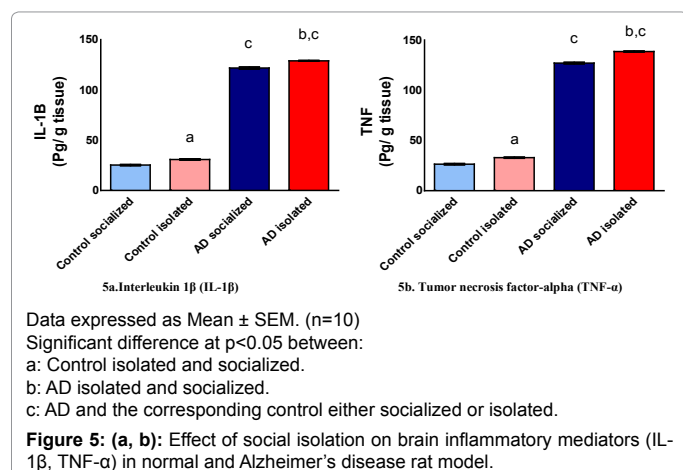 150
100
50
0
IL-1B
(Pg/ g tissue)
a
c
b,c
Control socialized
Control isolated
AD socialized
AD isolated
5a.Interleukin 1β (IL-1β)
150
100
50
0
TNF
(Pg/ g tissue)
a
c
b,c
Control socialized
Control isolated
AD socialized
AD isolated
5b. Tumor necrosis factor-alpha (TNF-α)
Data expressed as Mean ± SEM. (n=10)
Significant difference at p<0.05 between:
a: Control isolated and socialized.
b: AD isolated and socialized.
c: AD and the corresponding control either socialized or isolated.
Figure 5: (a, b): Effect of social isolation on brain inflammatory mediators (IL-
1β, TNF-α) in normal and Alzheimer’s disease rat model.